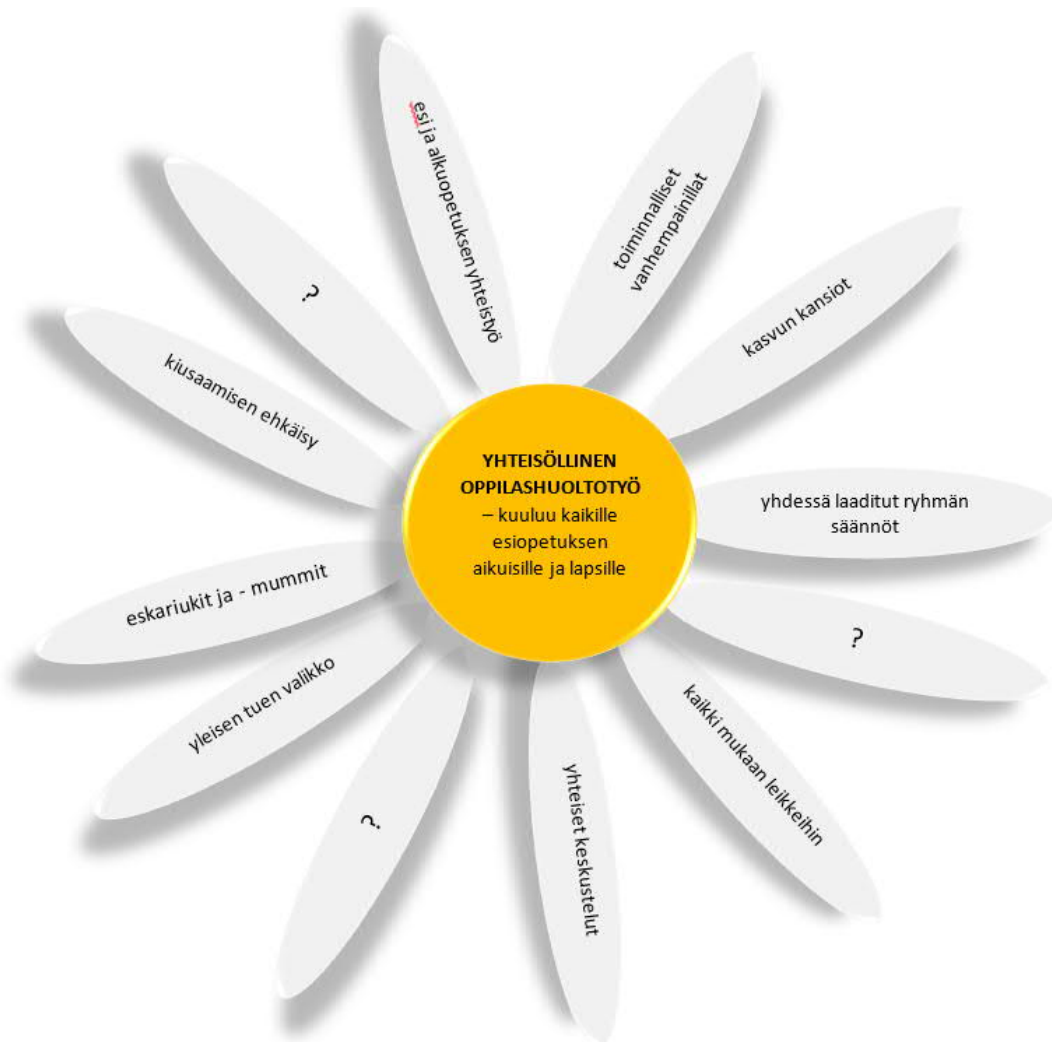 YHTEISÖLLINEN
OPPILASHUOLTOTYÖ
– kuuluu kaikille
esiopetuksen
aikuisille ja lapsille
esi ja alkuopetuksen yhteistyö
toiminnalliset
vanhempainillat
kasvun kansiot
yhdessä laaditut ryhmän
säännöt
?
kaikki mukaan leikkeihin
yhteiset keskustelut
?
yleisen tuen valikko
eskariukit ja - mummit
kiusaamisen ehkäisy
?